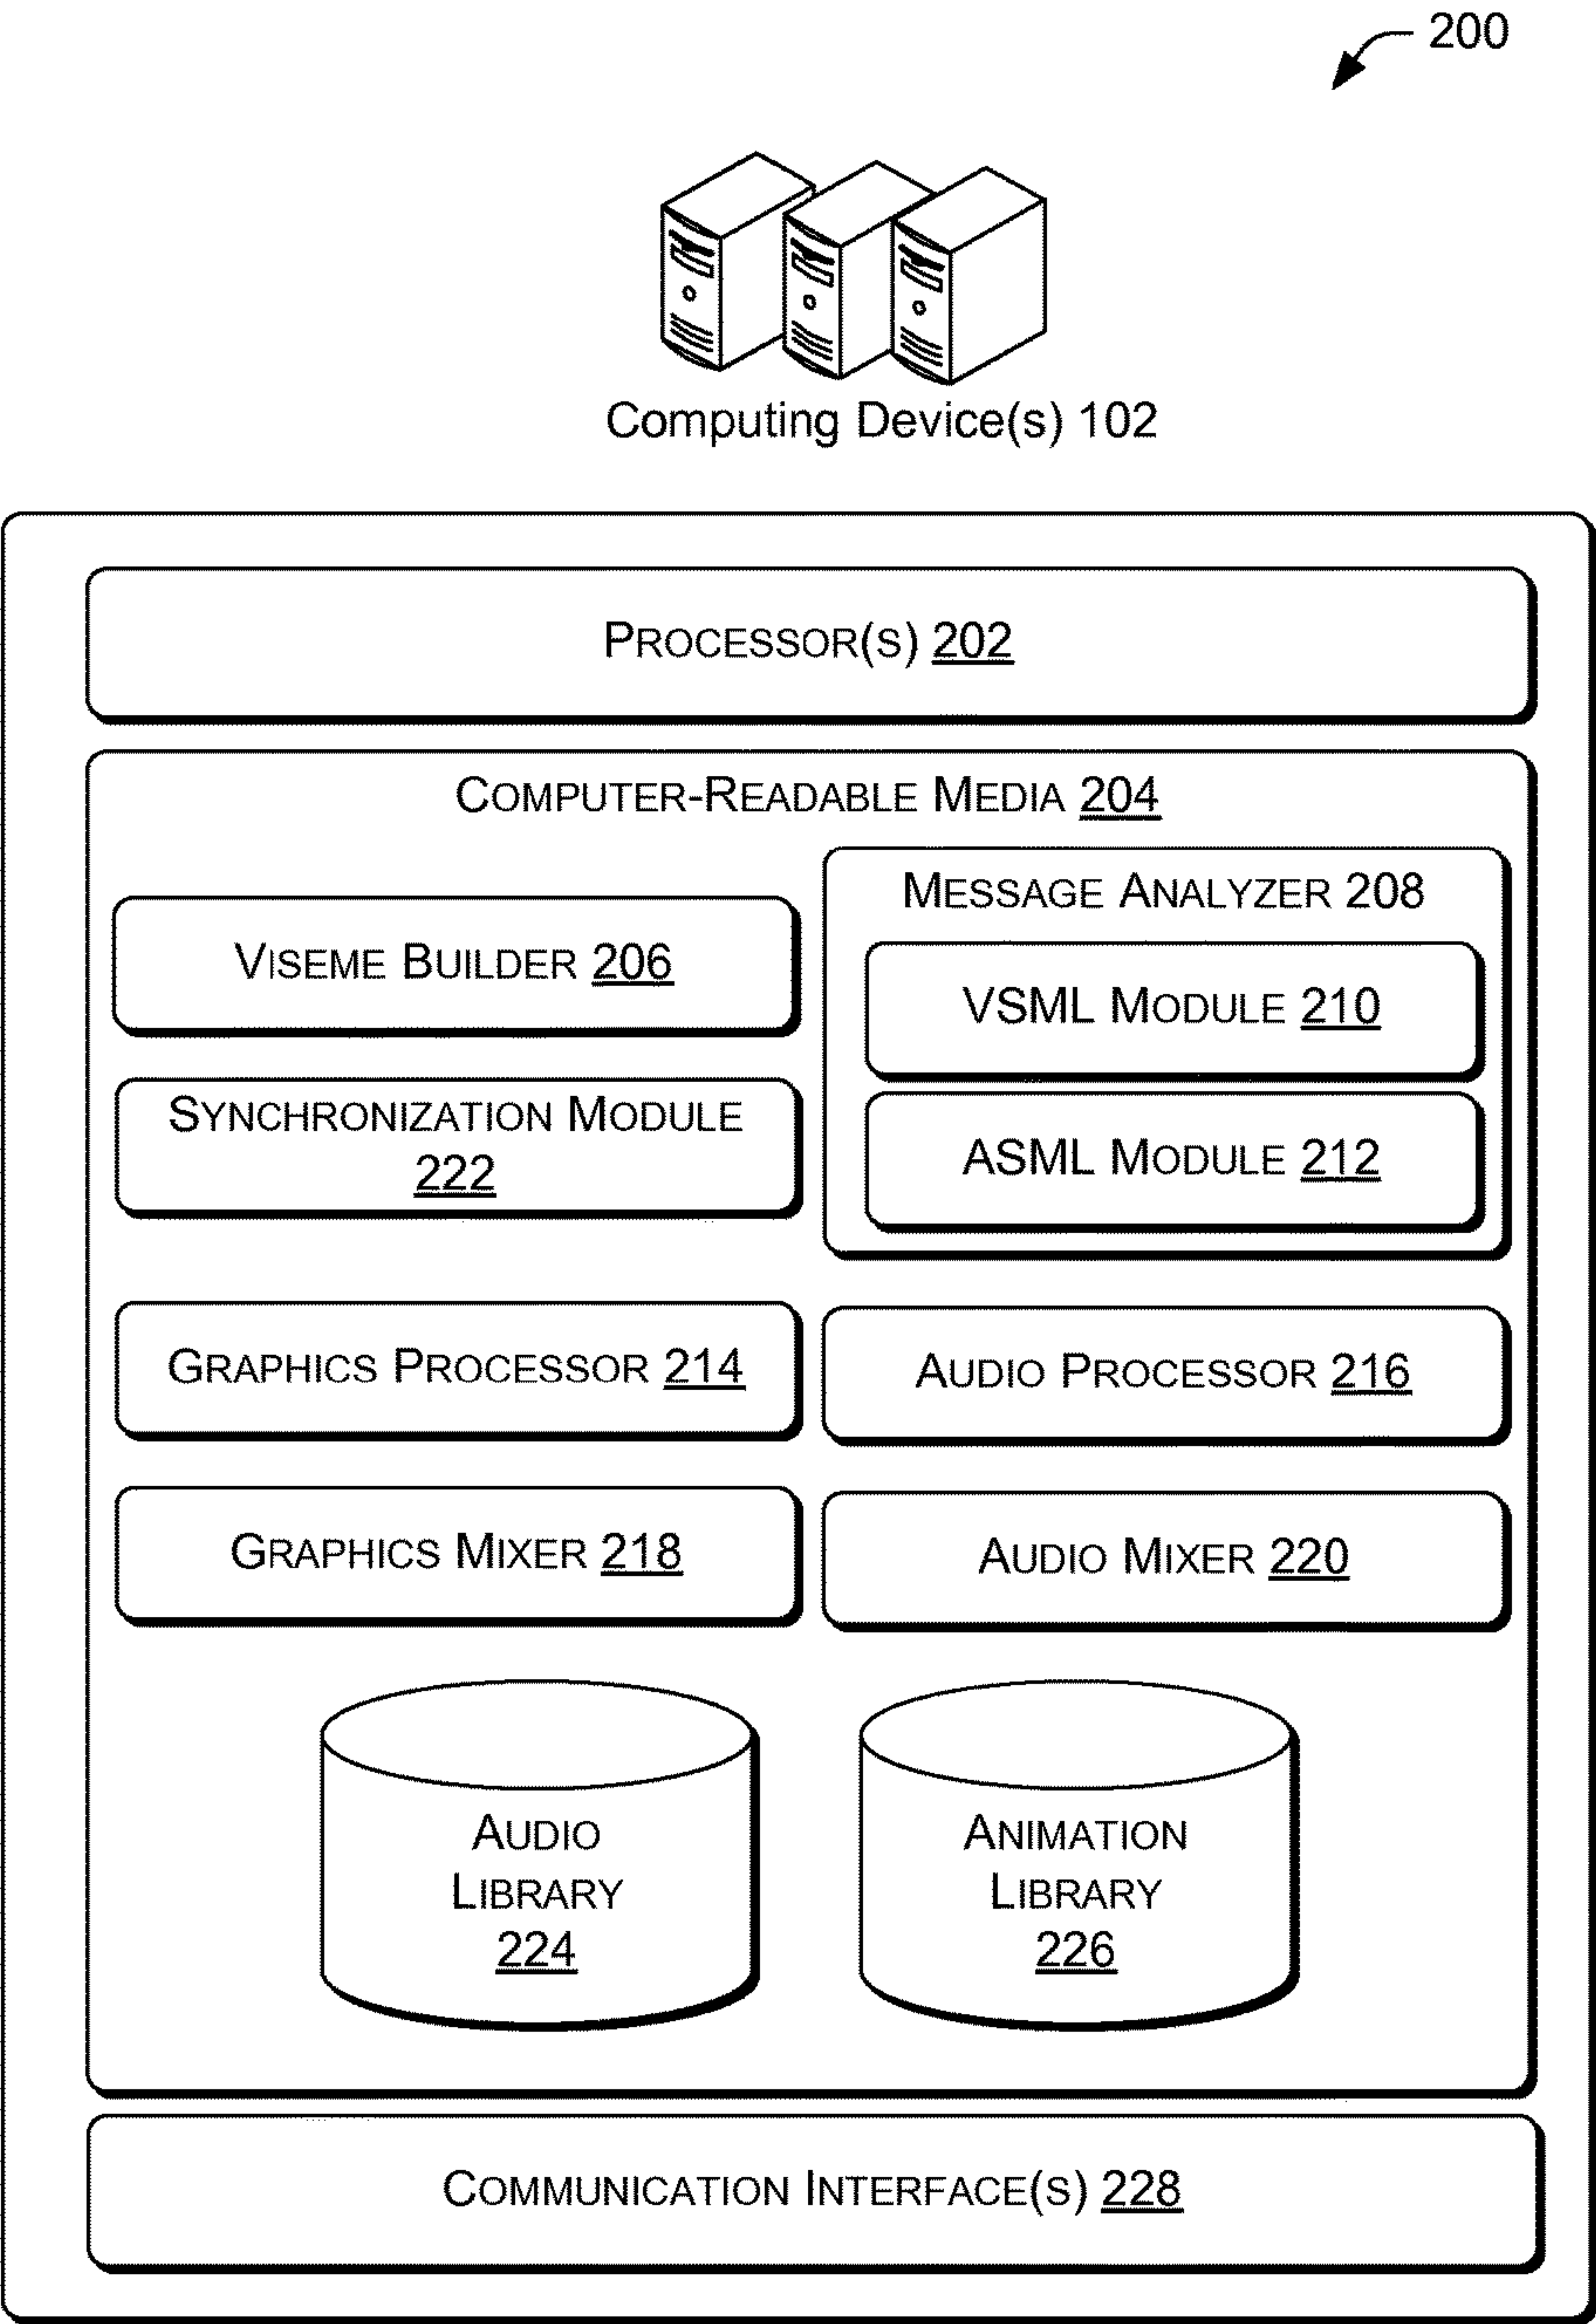 200
Computing Device(s) 102
PROCESSOR(S) 202
COMPUTER-READABLE MEDIA 204
VISEME BUILDER 206
SYNCHRONIZATION MODULE
222
MESSAGE ANALYZER 208
VSML MODULE 210
ASML MODULE 212
GRAPHICS PROCESSOR 214
AUDIO PROCESSOR 216
GRAPHICS MIXER 218
AUDIO MIXER 220
AUDIO
LIBRARY
224
ANIMATION
LIBRARY
226
COMMUNICATION INTERFACE(S) 228